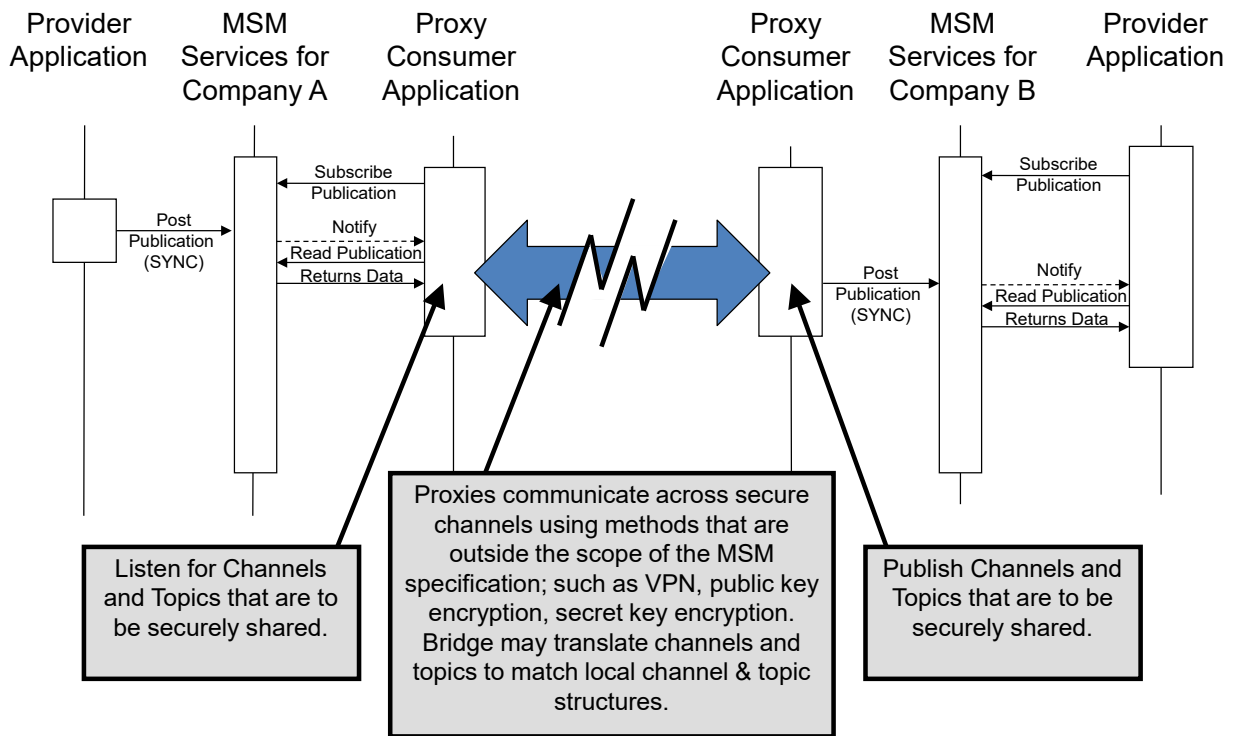 Provider
Application
MSM
Services for
Company A
Proxy
Consumer
Application
Proxy
Consumer
Application
MSM
Services for
Company B
Provider
Application
Subscribe
Publication
Post
Publication
(SYNC)
Notify
Read Publication
Returns Data
Subscribe
Publication
Post
Publication
(SYNC)
Notify
Read Publication
Returns Data
Listen for Channels
and Topics that are to
be securely shared.
Proxies communicate across secure
channels using methods that are
outside the scope of the MSM
specification; such as VPN, public key
encryption, secret key encryption.
Bridge may translate channels and
topics to match local channel & topic
structures.
Publish Channels and
Topics that are to be
securely shared.